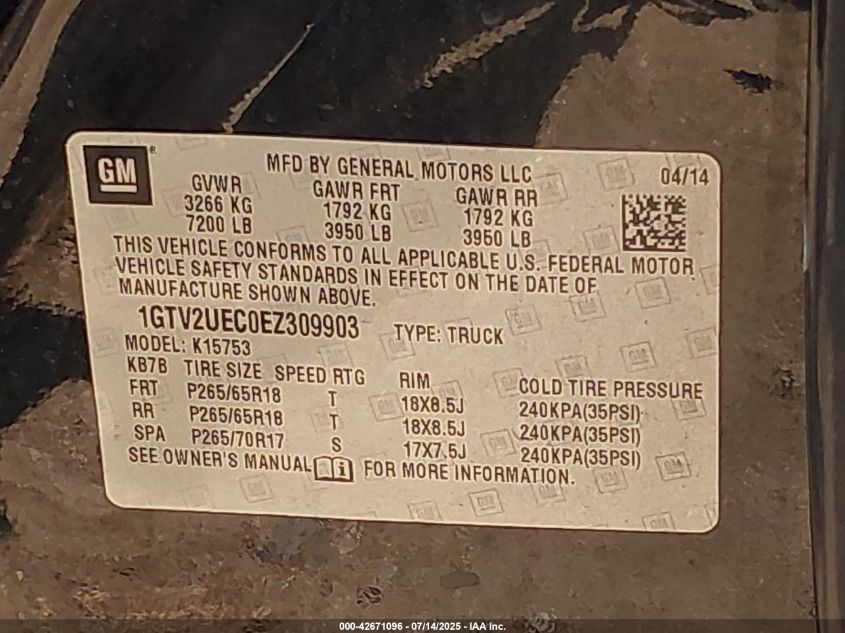 GM ®
MFD BY GENERAL MOTORS LLC 04/14
GVWR GAWR FRT GAWR RR
3266 KG 1792 KG 1792 KG
7200 LB 3950 LB 3950 LB
THIS VEHICLE CONFORMS TO ALL APPLICABLE U.S. FEDERAL MOTOR
VEHICLE SAFETY STANDARDS IN EFFECT ON THE DATE OF
MANUFACTURE SHOWN ABOVE.
1GTV2UEC0EZ309903 TYPE: TRUCK
MODEL: K15753
KB7B TIRE SIZE SPEED RTG RIM COLD TIRE PRESSURE
FRT P265/65R18 T 18X8.5J 240KPA(35PSI)
RR P265/65R18 T 18X8.5J 240KPA(35PSI)
SPA P265/70R17 S 17X7.5J 240KPA(35PSI)
SEE OWNER'S MANUAL FOR MORE INFORMATION.
000-42671096 - 07/14/2025 - IAA Inc.